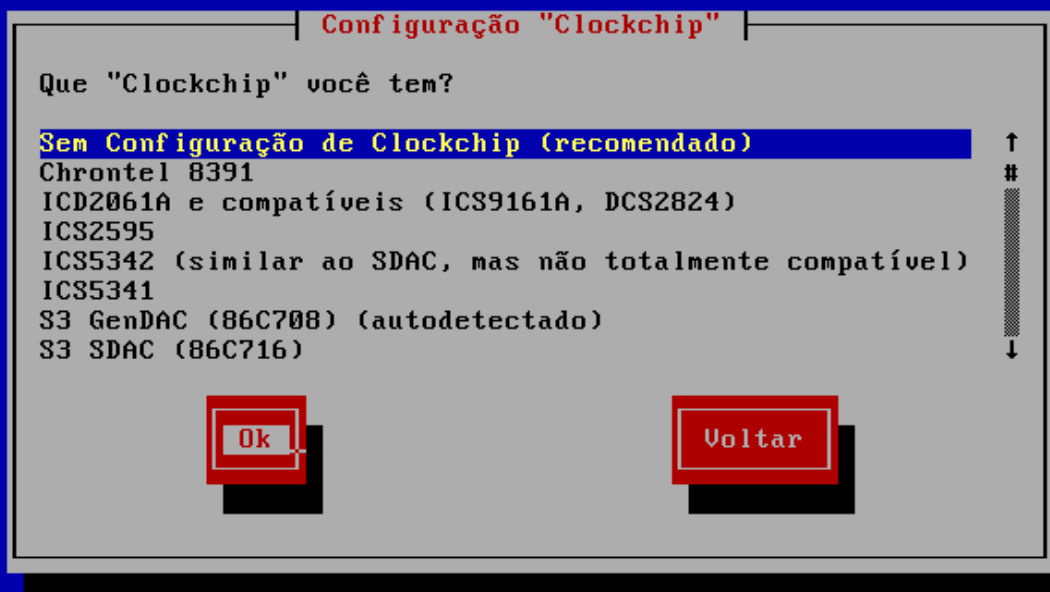 Configuração "Clockchip"
Que "Clockchip" você tem?
Sem Configuração de Clockchip (recomendado)
Chrontel 8391
ICD2061A e compatíveis (ICS9161A, DCS2824)
ICS2595
ICS5342 (similar ao SDAC, mas não totalmente compatível)
ICS5341
S3 GenDAC (86C708) (autodetectado)
S3 SDAC (86C716)
Ok
Voltar